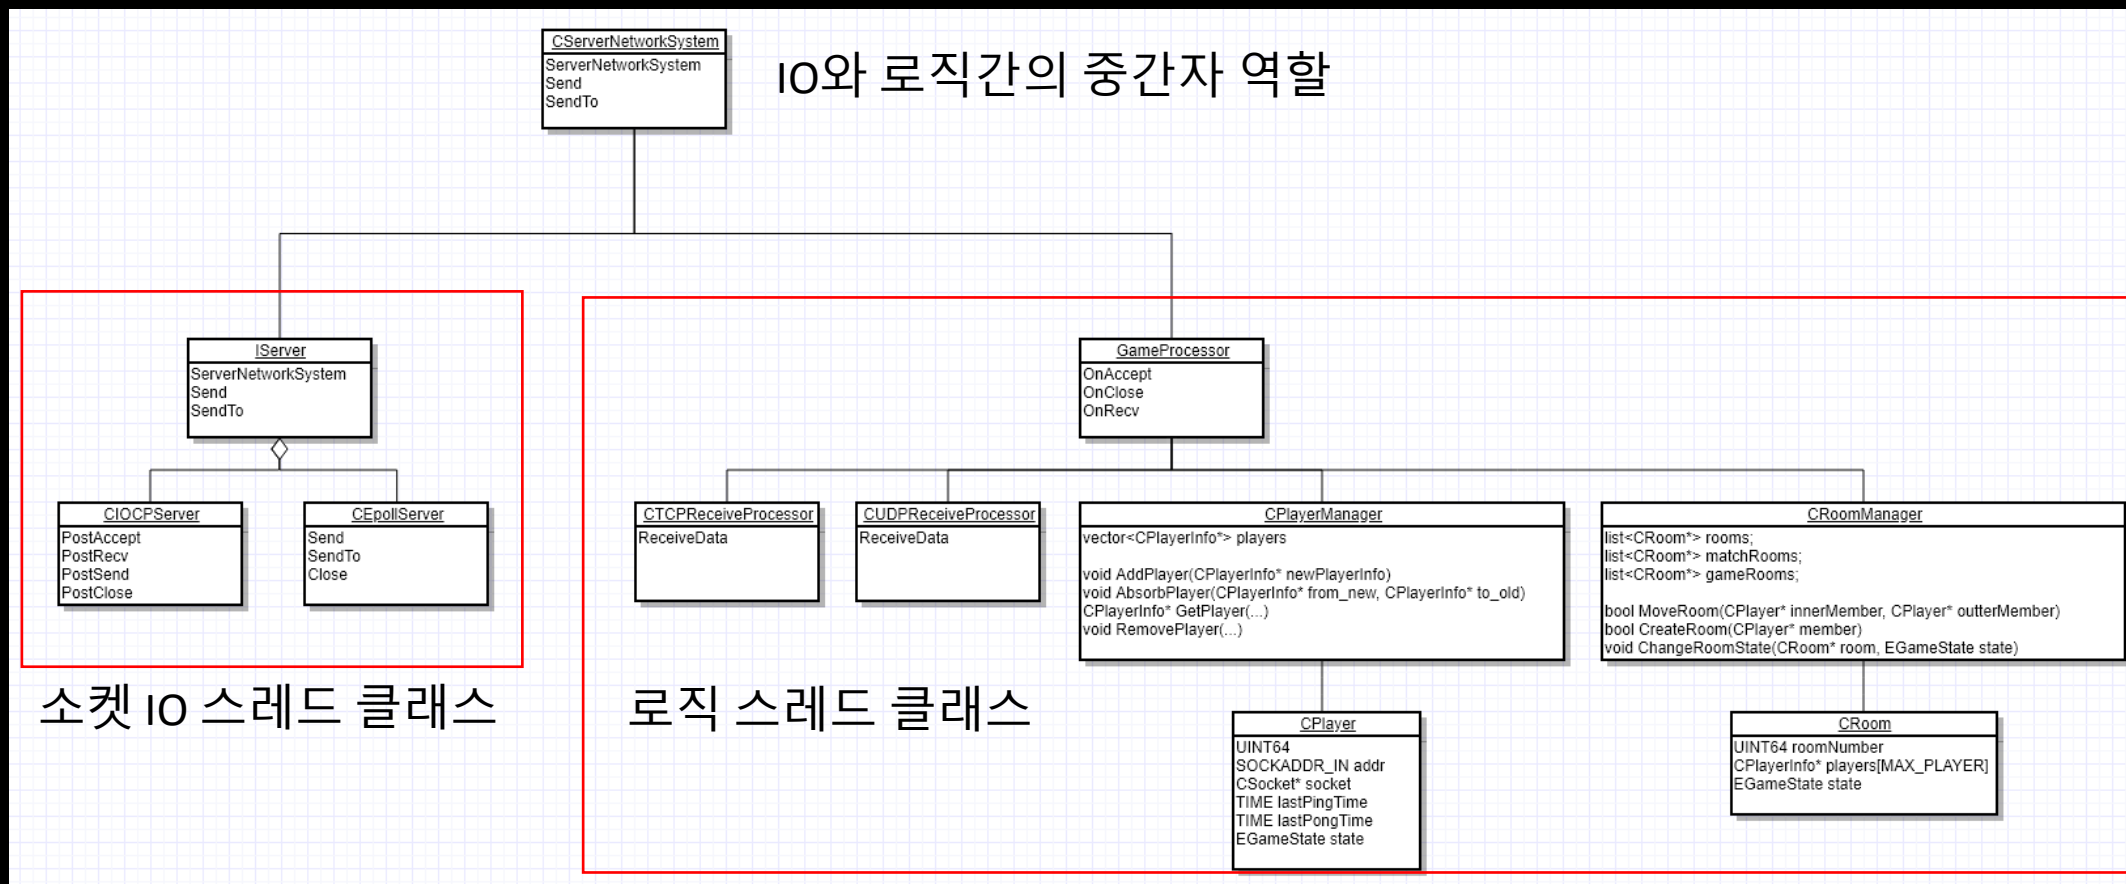 CServerNetworkSystem
ServerNetworkSystem
Send
SendTo
IO와 로직간의 중간자 역할
IServer
ServerNetworkSystem
Send
SendTo
CIOCPServer
PostAccept
PostRecv
PostSend
PostClose
CEpollServer
Send
SendTo
Close
소켓 IO 스레드 클래스
GameProcessor
OnAccept
OnClose
OnRecv
CTCPReceiveProcessor
ReceiveData
CUDPReceiveProcessor
ReceiveData
CPlayerManager
vector<CPlayerInfo*> players
void AddPlayer(CPlayerInfo* newPlayerInfo)
void AbsorbPlayer(CPlayerInfo* from_new, CPlayerInfo* to_old)
CPlayerInfo* GetPlayer(...)
void RemovePlayer(...)
CRoomManager
list<CRoom*> rooms;
list<CRoom*> matchRooms;
list<CRoom*> gameRooms;
bool MoveRoom(CPlayer* innerMember, CPlayer* outterMember)
bool CreateRoom(CPlayer* member)
void ChangeRoomState(CRoom* room, EGameState state)
로직 스레드 클래스
CPlayer
UINT64
SOCKADDR_IN addr
CSocket* socket
TIME lastPingTime
TIME lastPongTime
EGameState state
CRoom
UINT64 roomNumber
CPlayerInfo* players[MAX_PLAYER]
EGameState state